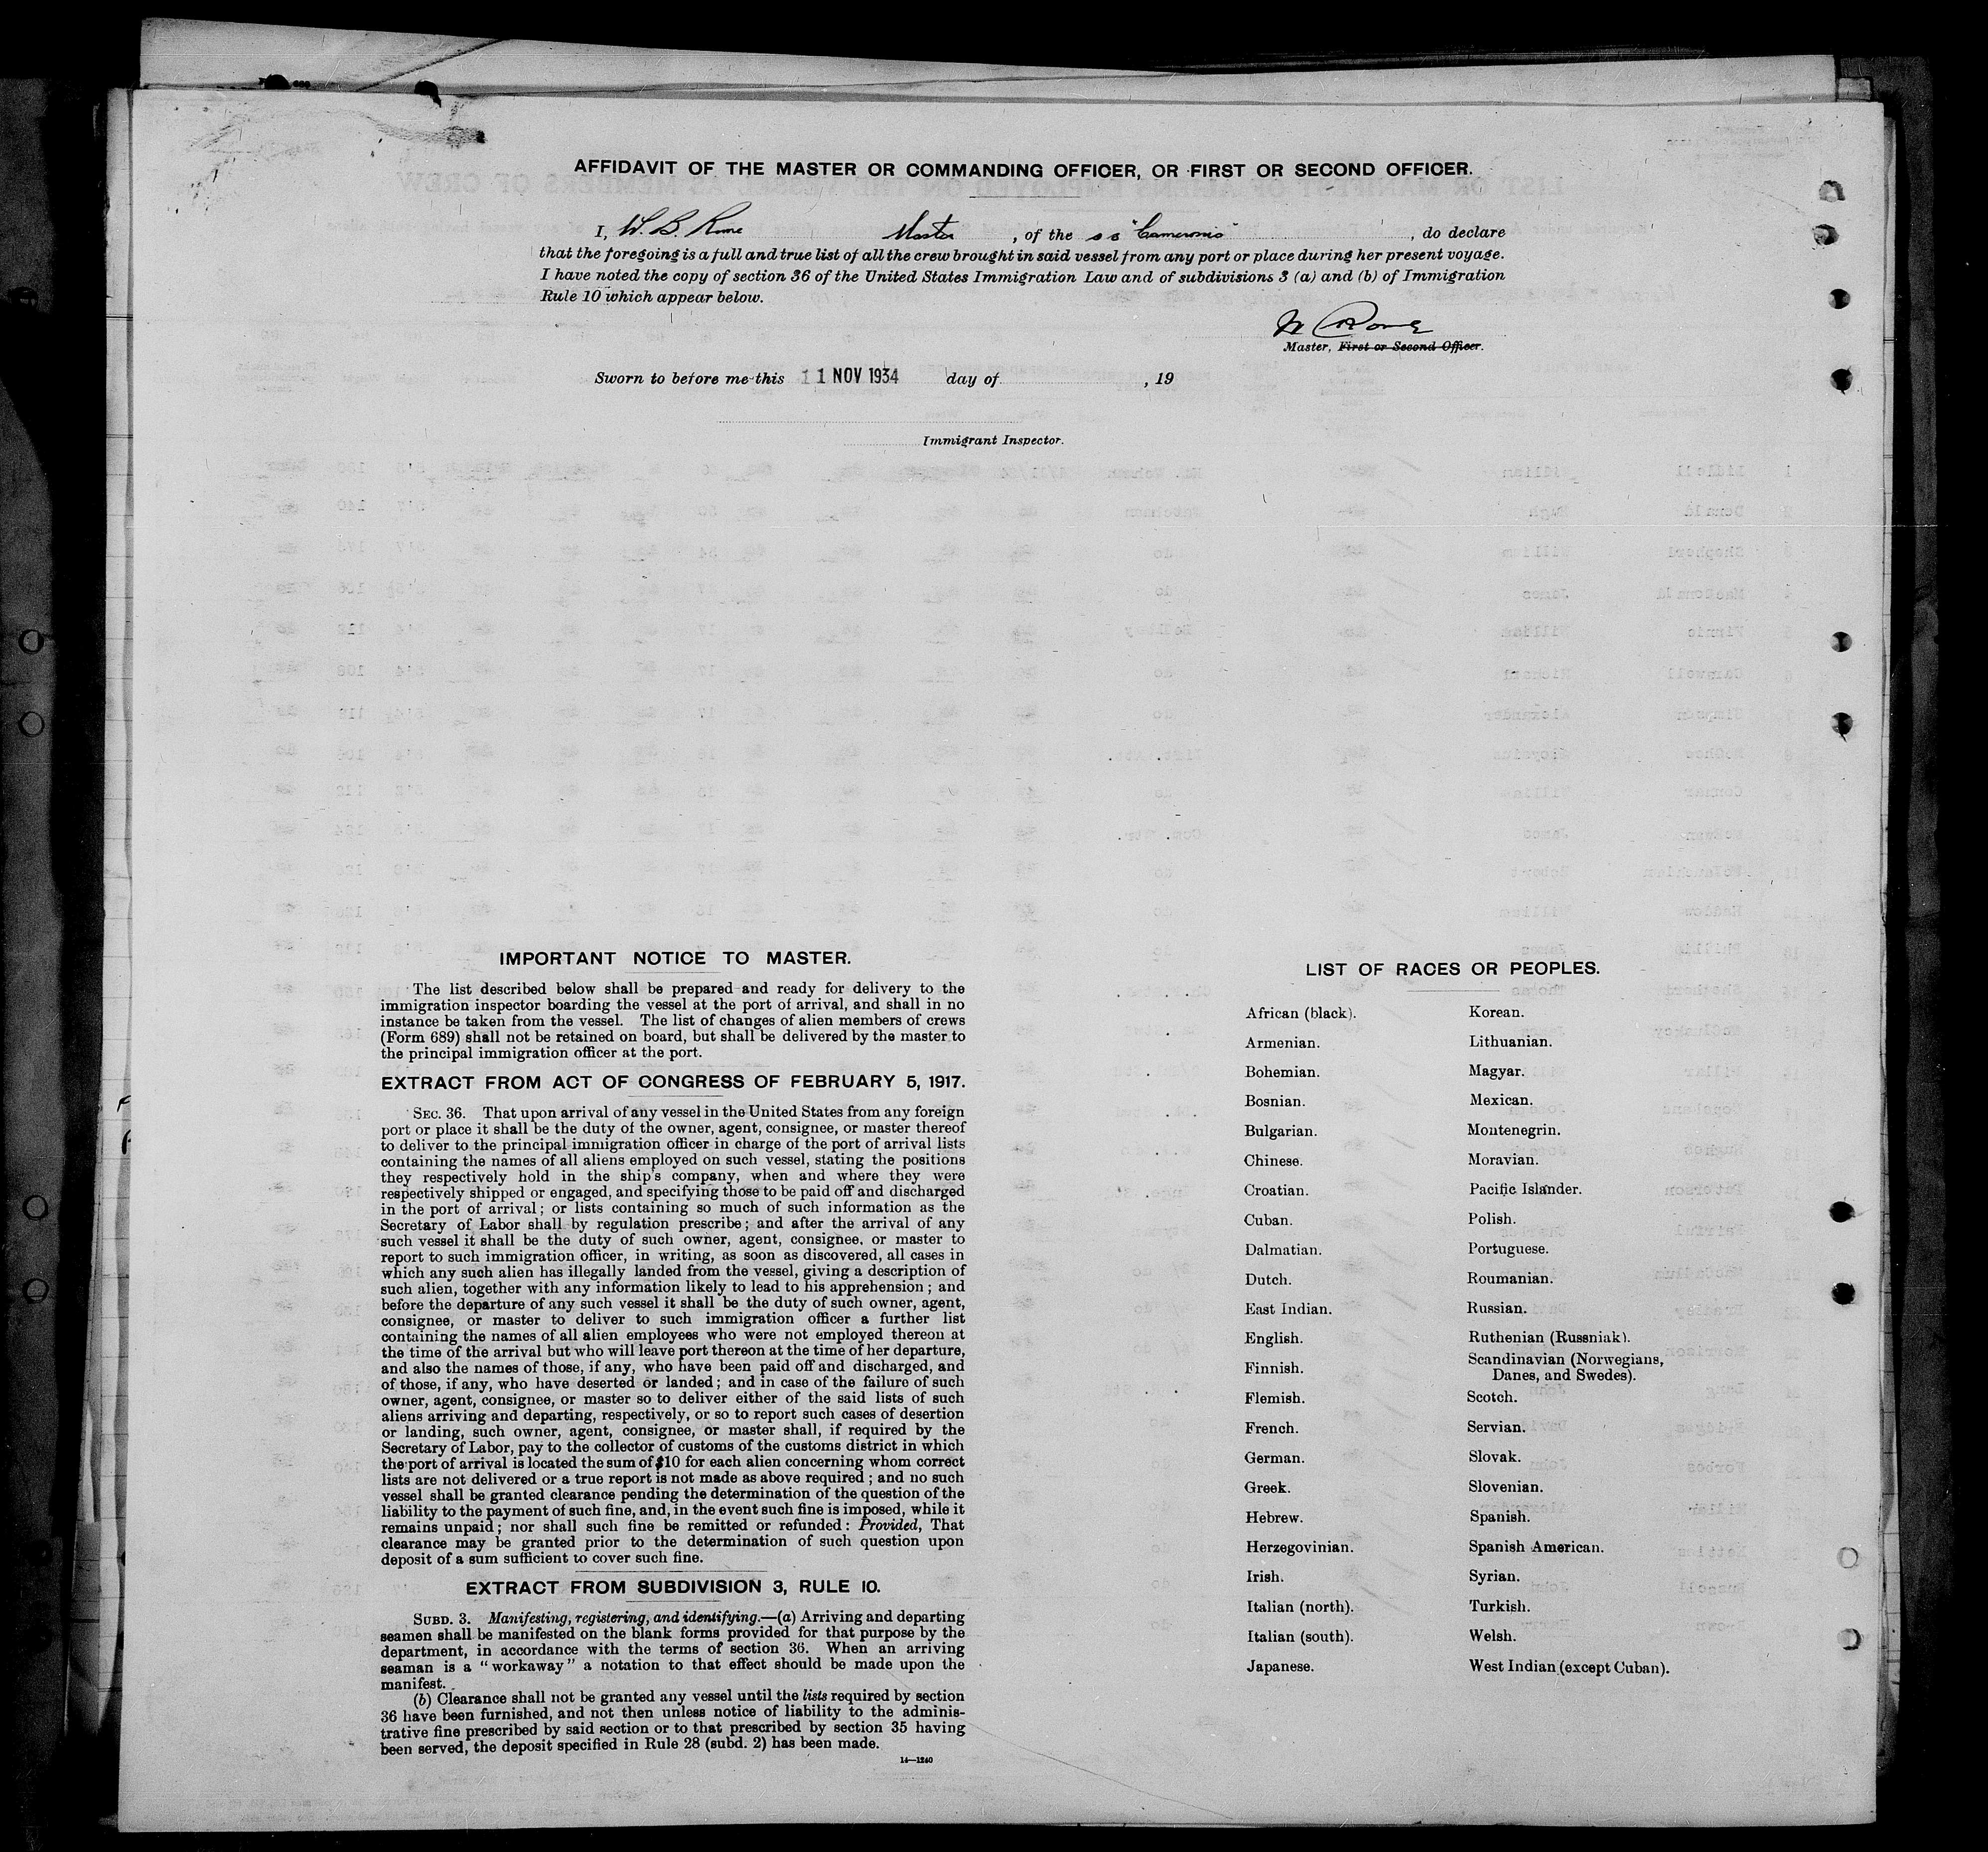 AFFIDAVIT OF THE MASTER OR COMMANDING OFFICER, OR FIRST OR SECOND OFFICER.
I, W. B. Rome Master, of the s s "Cameronia", do declare
that the foregoing is a full and true list of all the crew brought in said vessel from any port or place during her present voyage.
I have noted the copy of section 36 of the United States Immigration Law and of subdivisions 3 (a) and (b) of Immigration
Rule 10 which appear below.
Master, First or Second Officer.
Sworn to before me this 11 NOV 1934 day of , 19
Immigrant Inspector.
IMPORTANT NOTICE TO MASTER.
The list described below shall be prepared and ready for delivery to the
immigration inspector boarding the vessel at the port of arrival, and shall in no
instance be taken from the vessel. The list of changes of alien members of crews
(Form 689) shall not be retained on board, but shall be delivered by the master to
the principal immigration officer at the port.
EXTRACT FROM ACT OF CONGRESS OF FEBRUARY 5, 1917.
SEC. 36. That upon arrival of any vessel in the United States from any foreign
port or place it shall be the duty of the owner, agent, consignee, or master thereof
to deliver to the principal immigration officer in charge of the port of arrival lists
containing the names of all aliens employed on such vessel, stating the positions
they respectively hold in the ship's company, when and where they were
respectively shipped or engaged, and specifying those to be paid off and discharged
in the port of arrival; or lists containing so much of such information as the
Secretary of Labor shall by regulation prescribe; and after the arrival of any
such vessel it shall be the duty of such owner, agent, consignee, or master to
report to such immigration officer, in writing, as soon as discovered, all cases in
which any such alien has illegally landed from the vessel, giving a description of
such alien, together with any information likely to lead to his apprehension; and
before the departure of any such vessel it shall be the duty of such owner, agent,
consignee, or master to deliver to such immigration officer a further list
containing the names of all alien employees who were not employed thereon at
the time of the arrival but who will leave port thereon at the time of her departure,
and also the names of those, if any, who have been paid off and discharged, and
of those, if any, who have deserted or landed; and in case of the failure of such
owner, agent, consignee, or master so to deliver either of the said lists of such
aliens arriving and departing, respectively, or so to report such cases of desertion
or landing, such owner, agent, consignee, or master shall, if required by the
Secretary of Labor, pay to the collector of customs of the customs district in which
the port of arrival is located the sum of $10 for each alien concerning whom correct
lists are not delivered or a true report is not made as above required; and no such
vessel shall be granted clearance pending the determination of the question of the
liability to the payment of such fine, and, in the event such fine is imposed, while it
remains unpaid; nor shall such fine be remitted or refunded: Provided, That
clearance may be granted prior to the determination of such question upon
deposit of a sum sufficient to cover such fine.
EXTRACT FROM SUBDIVISION 3, RULE 10.
SUBD. 3. Manifesting, registering, and identifying.—(a) Arriving and departing
seamen shall be manifested on the blank forms provided for that purpose by the
department, in accordance with the terms of section 36. When an arriving
seaman is a "workaway" a notation to that effect should be made upon the
manifest.
(b) Clearance shall not be granted any vessel until the lists required by section
36 have been furnished, and not then unless notice of liability to the adminis-
trative fine prescribed by said section or to that prescribed by section 35 having
been served, the deposit specified in Rule 28 (subd. 2) has been made.
14—1240
LIST OF RACES OR PEOPLES.
African (black).
Armenian.
Bohemian.
Bosnian.
Bulgarian.
Chinese.
Croatian.
Cuban.
Dalmatian.
Dutch.
East Indian.
English.
Finnish.
Flemish.
French.
German.
Greek.
Hebrew.
Herzegovinian.
Irish.
Italian (north).
Italian (south).
Japanese.
Korean.
Lithuanian.
Magyar.
Mexican.
Montenegrin.
Moravian.
Pacific Islander.
Polish.
Portuguese.
Roumanian.
Russian.
Ruthenian (Russniak).
Scandinavian (Norwegians,
Danes, and Swedes).
Scotch.
Servian.
Slovak.
Slovenian.
Spanish.
Spanish American.
Syrian.
Turkish.
Welsh.
West Indian (except Cuban).